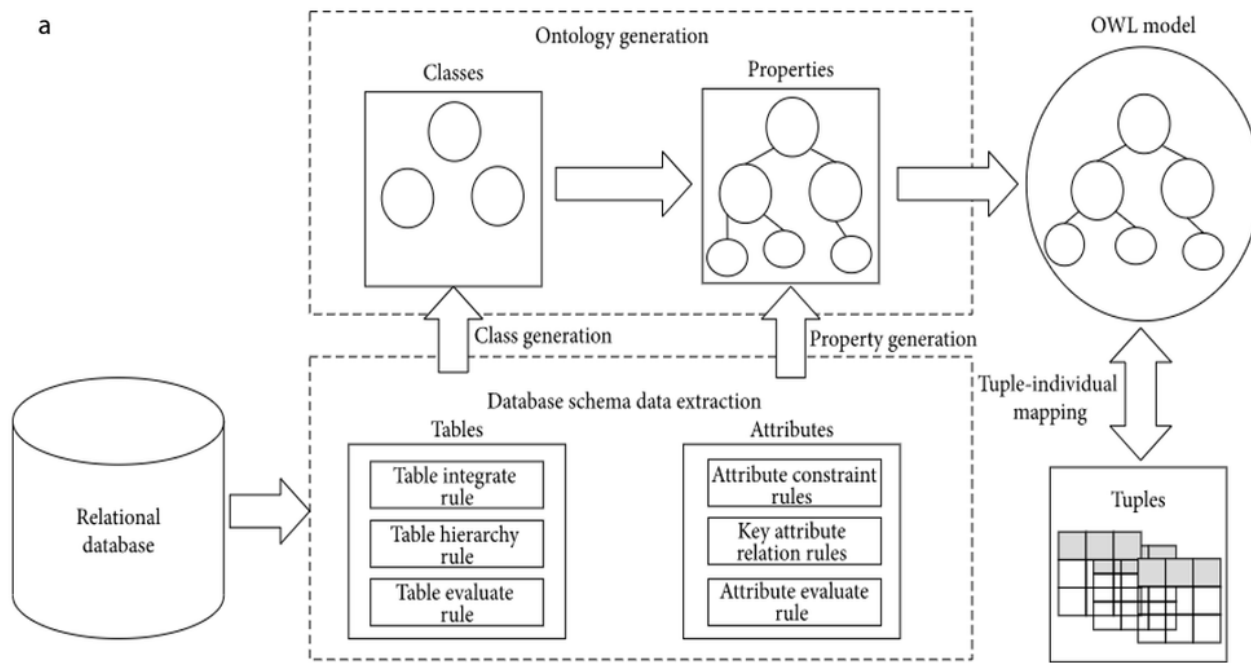 a
Ontology generation
OWL model
Classes
Properties
Class generation
Property generation
Database schema data extraction
Tuple-individual
mapping
Tables
Attributes
Relational
database
Table integrate
rule
Table hierarchy
rule
Table evaluate
rule
Attribute constraint
rules
Key attribute
relation rules
Attribute evaluate
rule
Tuples